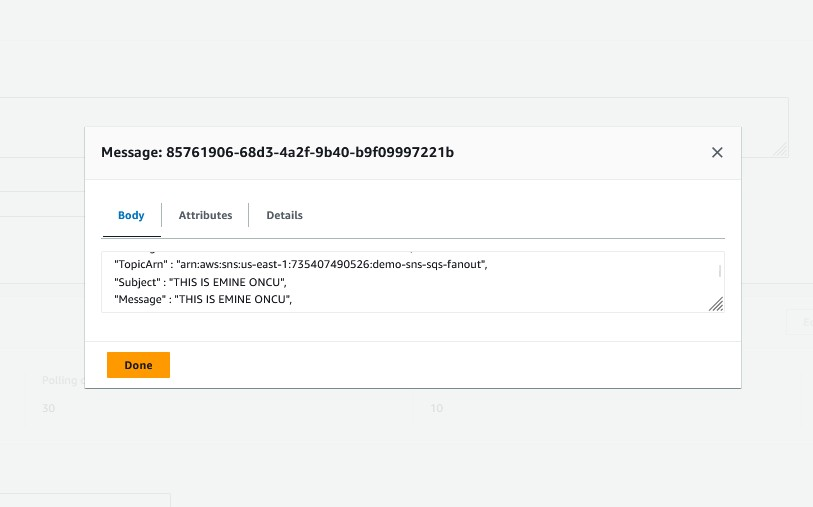 Message: 85761906-68d3-4a2f-9b40-b9f09997221b
Body Attributes Details
"TopicArn" : "arn:aws:sns:us-east-1:735407490526:demo-sns-sqs-fanout",
"Subject" : "THIS IS EMINE ONCU",
"Message" : "THIS IS EMINE ONCU",
Done
Polling
30 10